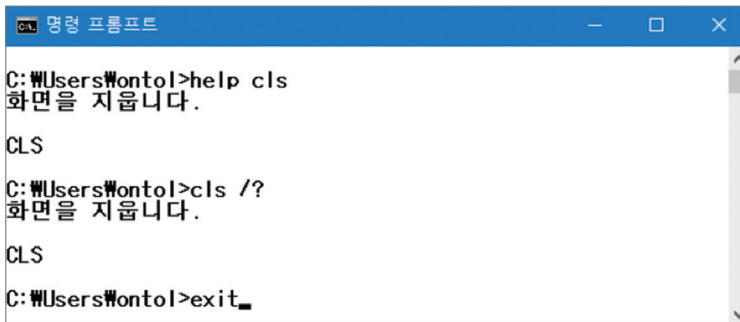 명령 프롬프트
C:₩Users₩ontol>help cls
화면을 지웁니다.
CLS
C:₩Users₩ontol>cls /?
화면을 지웁니다.
CLS
C:₩Users₩ontol>exit